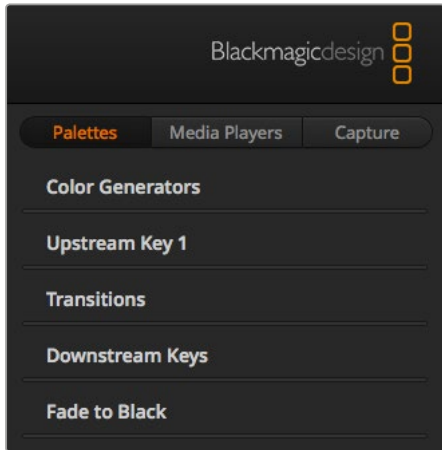 Blackmagicdesign
Palettes Media Players Capture
Color Generators
Upstream Key 1
Transitions
Downstream Keys
Fade to Black